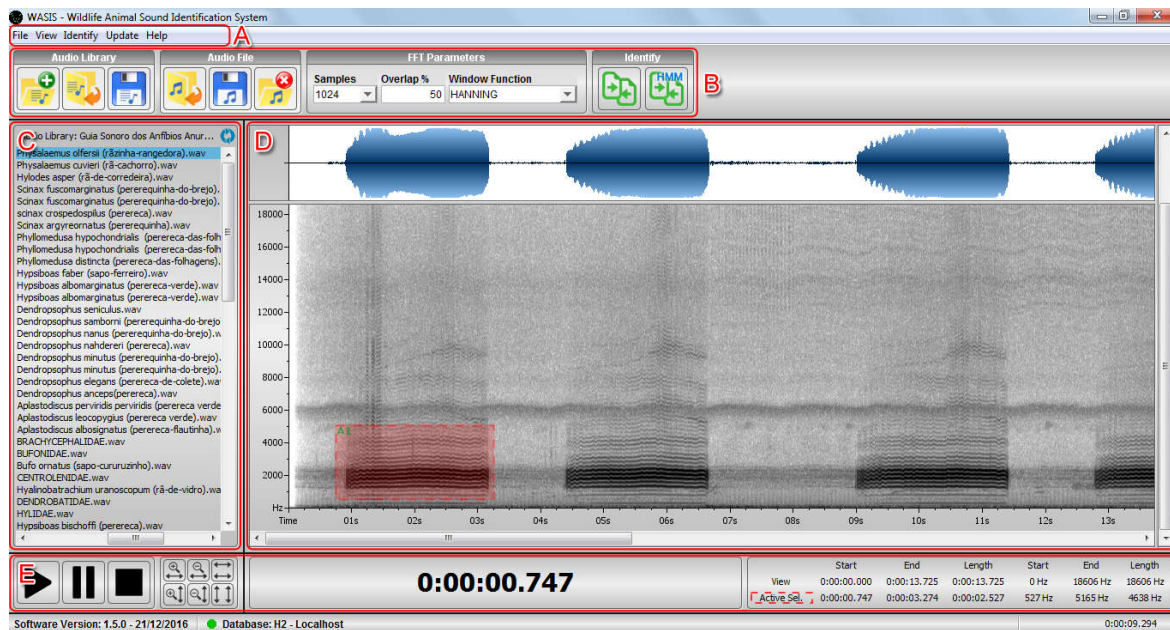 WASIS - Wildlife Animal Sound Identification System
File View Identify Update Help
A
Audio Library
Audio File
FFT Parameters
Identify
Samples
Overlap %
Window Function
1024
50
HANNING
HMM
B
C
Audio Library: Guia Sonoro dos Anfíbios Anur...
Physalaemus olfersii (rãzinha-rangedora).wav
Physalaemus cuvieri (rã-cachorro).wav
Hylodes asper (rã-de-corredeira).wav
Scinax fuscomarginatus (pererequinha-do-brejo).
Scinax fuscomarginatus (pererequinha-do-brejo).
scinax crospedospilus (perereca).wav
Scinax argyreornatus (pererequinha).wav
Phyllomedusa hypochondrialis (perereca-das-folh
Phyllomedusa hypochondrialis (perereca-das-folh
Phyllomedusa distincta (perereca-das-folhagens).
Hypsiboas faber (sapo-ferreiro).wav
Hypsiboas albomarginatus (perereca-verde).wav
Hypsiboas albomarginatus (perereca-verde).wav
Dendropsophus seniculus.wav
Dendropsophus samborni (pererequinha-do-brejo
Dendropsophus nanus (pererequinha-do-brejo).w
Dendropsophus nahdereri (perereca).wav
Dendropsophus minutus (pererequinha-do-brejo).
Dendropsophus minutus (pererequinha-do-brejo).
Dendropsophus elegans (perereca-de-colete).wav
Dendropsophus anceps(perereca).wav
Aplastodiscus perviridis perviridis (perereca verde
Aplastodiscus leocopygius (perereca verde).wav
Aplastodiscus albosignatus (perereca-flautinha).w
BRACHYCEPHALIDAE.wav
BUFONIDAE.wav
Bufo ornatus (sapo-cururuzinho).wav
CENTROLENIDAE.wav
Hyalinobatrachium uranoscopum (rã-de-vidro).wa
DENDROBATIDAE.wav
HYLIDAE.wav
Hypsiboas bischoffi (perereca).wav
D
18000
16000
14000
12000
10000
8000
6000
4000
2000
Hz
A1
Time 01s 02s 03s 04s 05s 06s 07s 08s 09s 10s 11s 12s 13s
E
0:00:00.747
Start End Length Start End Length
View 0:00:00.000 0:00:13.725 0:00:13.725 0 Hz 18606 Hz 18606 Hz
Active Sel. 0:00:00.747 0:00:03.274 0:00:02.527 527 Hz 5165 Hz 4638 Hz
Software Version: 1.5.0 - 21/12/2016 Database: H2 - Localhost 0:00:09.294